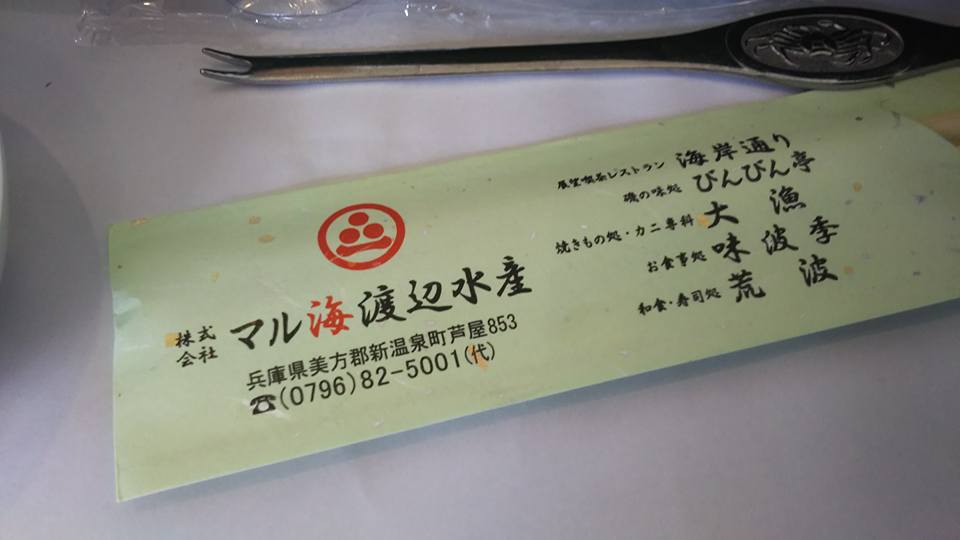 株式会社 マル海渡辺水産
兵庫県美方郡新温泉町芦屋853
☎(0796)82-5001(代)
展望喫茶レストラン 海岸通り
磯の味処 びんびん亭
焼きもの処・カニ専科 大漁
お食事処 味波季
和食・寿司処 荒波